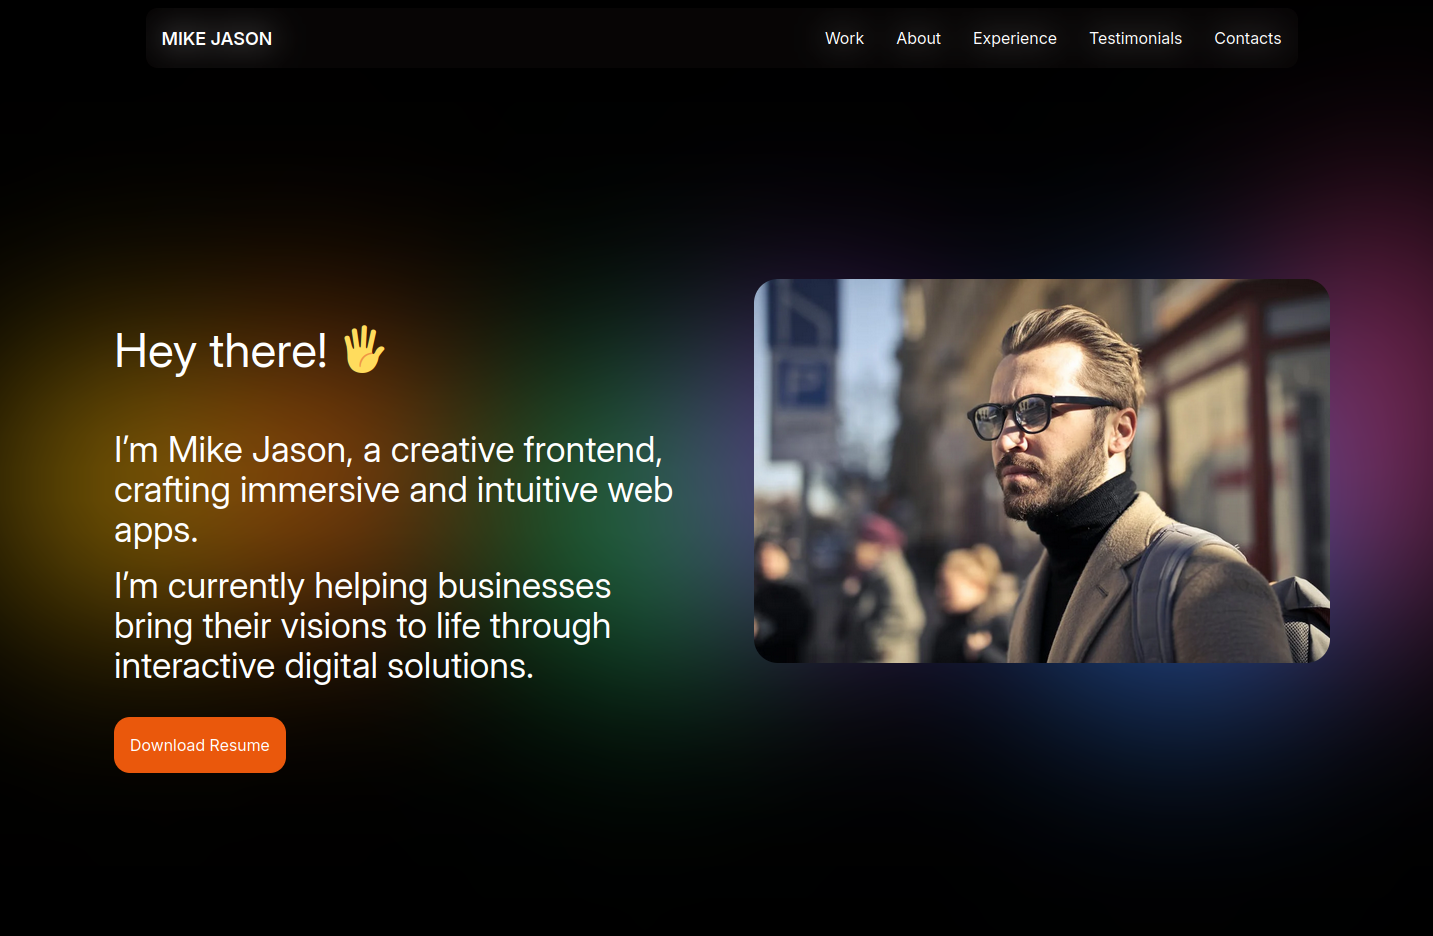 MIKE JASON
Work About Experience Testimonials Contacts
Hey there! 🖐
I’m Mike Jason, a creative frontend,
crafting immersive and intuitive web
apps.
I’m currently helping businesses
bring their visions to life through
interactive digital solutions.
Download Resume